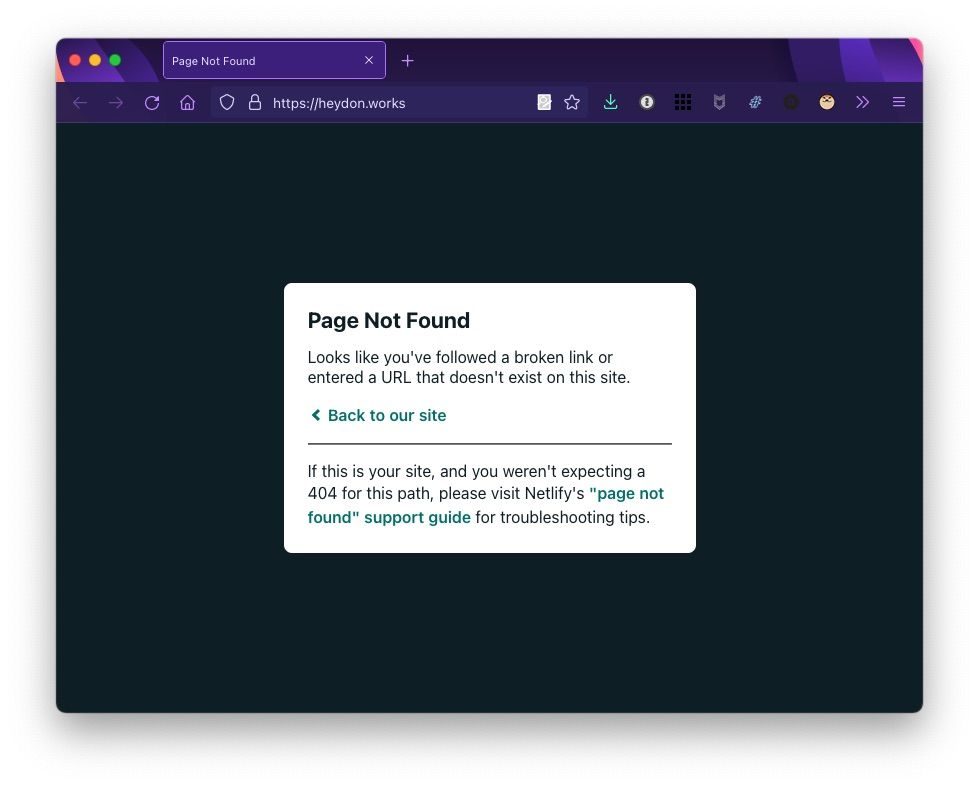 Page Not Found
https://heydon.works
Page Not Found
Looks like you've followed a broken link or
entered a URL that doesn't exist on this site.
Back to our site
If this is your site, and you weren't expecting a
404 for this path, please visit Netlify's "page not
found" support guide for troubleshooting tips.